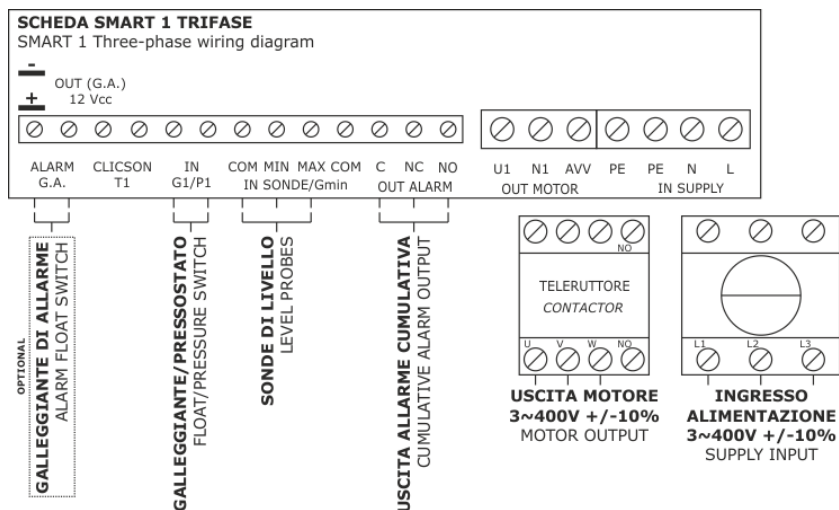 SCHEDA SMART 1 TRIFASE
SMART 1 Three-phase wiring diagram
-
OUT (G.A.)
+ 12 Vcc
ALARM CLICSON IN COM MIN MAX COM C NC NO
G.A. T1 G1/P1 IN SONDE/Gmin OUT ALARM
U1 N1 AVV PE PE N L
OUT MOTOR IN SUPPLY
OPTIONAL
GALLEGGIANTE DI ALLARME
ALARM FLOAT SWITCH
GALLEGGIANTE/PRESSOSTATO
FLOAT/PRESSURE SWITCH
SONDE DI LIVELLO
LEVEL PROBES
USCITA ALLARME CUMULATIVA
CUMULATIVE ALARM OUTPUT
NO
TELERUTTORE
CONTACTOR
U V W NO
USCITA MOTORE
3~400V +/-10%
MOTOR OUTPUT
L1 L2 L3
INGRESSO
ALIMENTAZIONE
3~400V +/-10%
SUPPLY INPUT